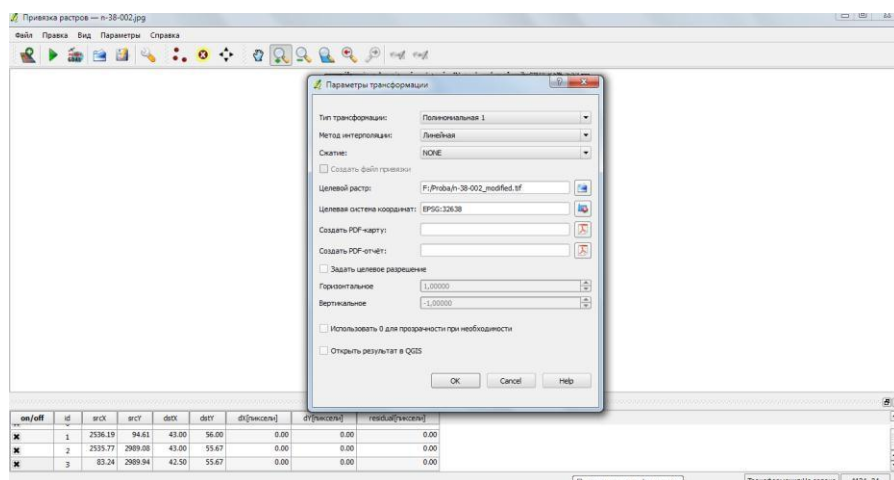 Привязка растров — n-38-002.jpg
Файл Правка Вид Параметры Справка
Параметры трансформации
Тип трансформации: Полиномиальная 1
Метод интерполяции: Линейная
Сжатие: NONE
Создать файл привязки
Целевой растр: F:/Proba/n-38-002_modified.tif
Целевая система координат: EPSG:32638
Создать PDF-карту:
Создать PDF-отчёт:
Задать целевое разрешение
Горизонтальное 1,00000
Вертикальное -1,00000
Использовать 0 для прозрачности при необходимости
Открыть результат в QGIS
OK Cancel Help
on/off id srcX srcY dstX dstY dX[пиксели] dY[пиксели] residual[пиксели]
1 2536.19 94.61 43.00 56.00 0.00 0.00 0.00
2 2535.77 2989.08 43.00 55.67 0.00 0.00 0.00
3 83.24 2989.94 42.50 55.67 0.00 0.00 0.00